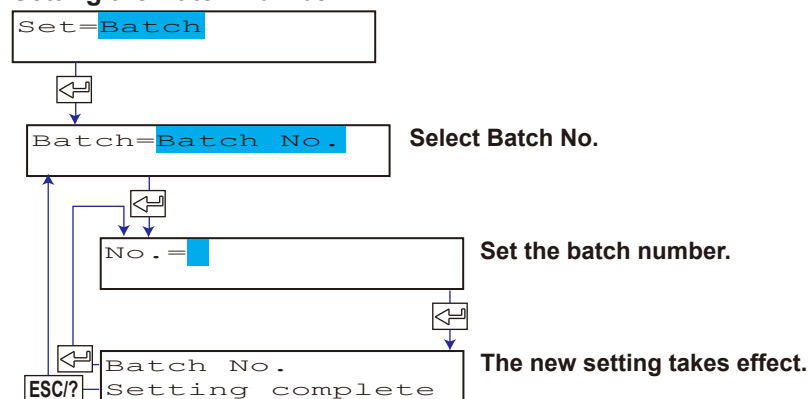 Set=Batch
Batch=Batch No.
Select Batch No.
No.=
Set the batch number.
Batch No.
Setting complete
The new setting takes effect.
ESC/?